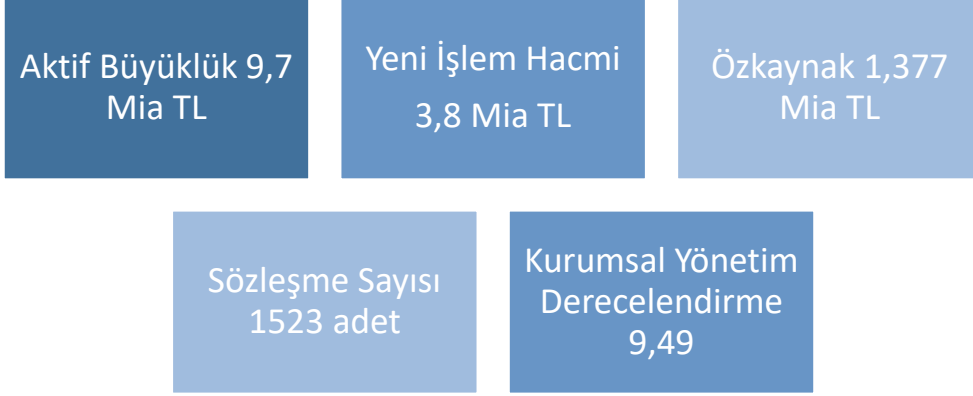 Aktif Büyüklük 9,7
Mia TL
Yeni İşlem Hacmi
3,8 Mia TL
Özkaynak 1,377
Mia TL
Sözleşme Sayısı
1523 adet
Kurumsal Yönetim
Derecelendirme
9,49